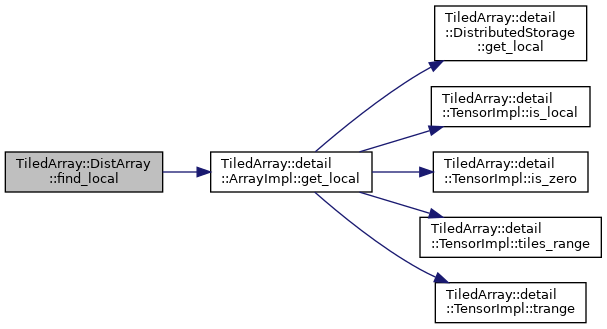 TiledArray::DistArray
::find_local
TiledArray::detail
::ArrayImpl::get_local
TiledArray::detail
::DistributedStorage
::get_local
TiledArray::detail
::TensorImpl::is_local
TiledArray::detail
::TensorImpl::is_zero
TiledArray::detail
::TensorImpl::tiles_range
TiledArray::detail
::TensorImpl::trange